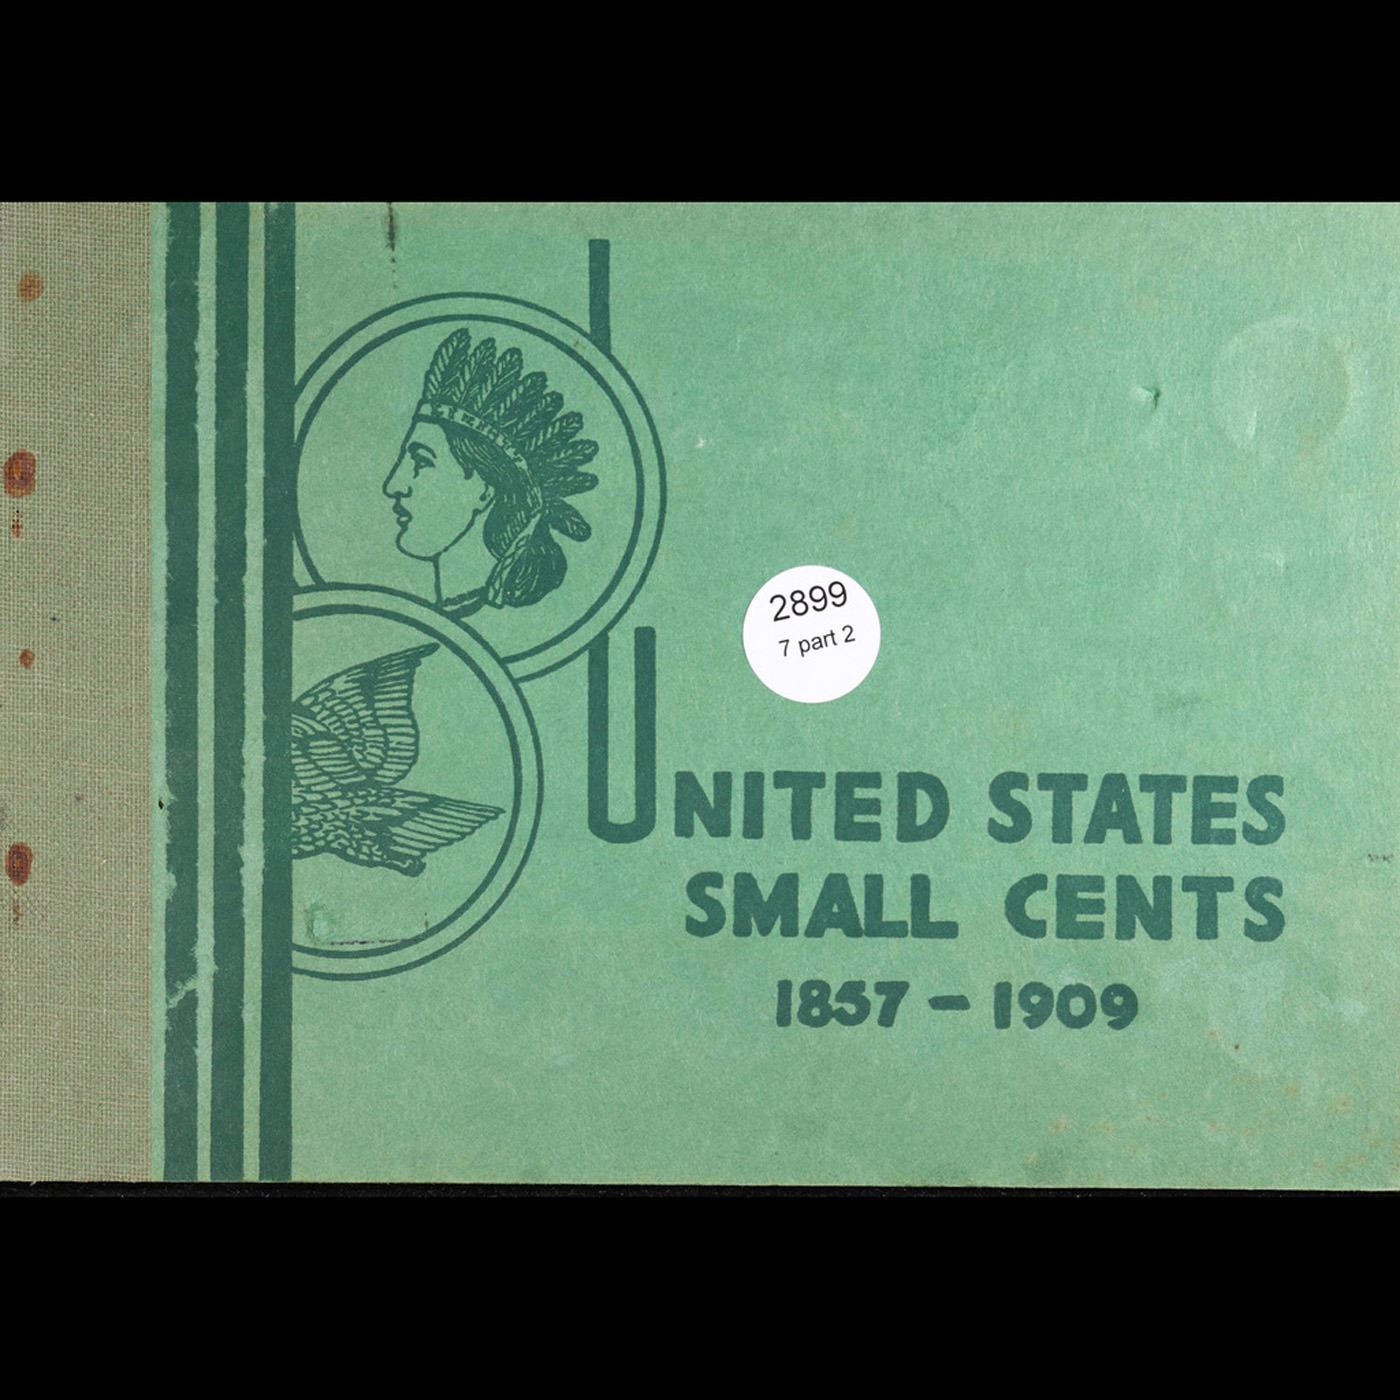 2899
7 part 2
UNITED STATES
SMALL CENTS
1857 - 1909